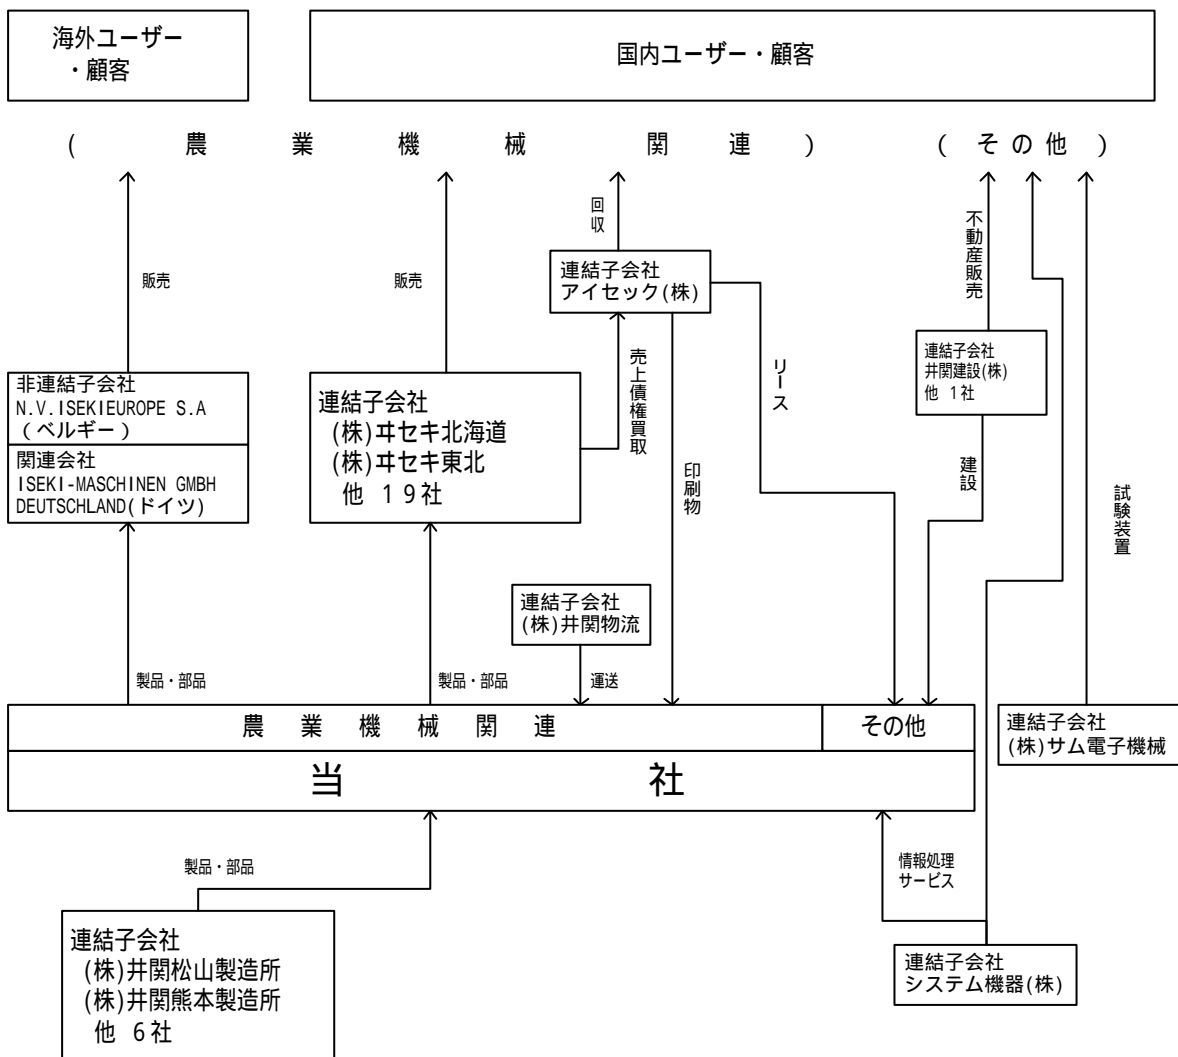 海外ユーザー
・顧客
国内ユーザー・顧客
( 農 業 機 械 関 連 )
( その他 )
回収
不動産販売
連結子会社
アイセック(株)
販売
販売
連結子会社
井関建設(株)
他 1社
売上債権買取
リース
非連結子会社
N.V.ISEKIEUROPE S.A
(ベルギー)
関連会社
ISEKI-MASCHINEN GMBH
DEUTSCHLAND(ドイツ)
連結子会社
(株)ヰセキ北海道
(株)ヰセキ東北
他 19社
印刷物
建設
試験装置
連結子会社
(株)井関物流
製品・部品
製品・部品
運送
農 業 機 械 関 連
その他
連結子会社
(株)サム電子機械
当 社
製品・部品
情報処理
サービス
連結子会社
(株)井関松山製造所
(株)井関熊本製造所
他 6社
連結子会社
システム機器(株)